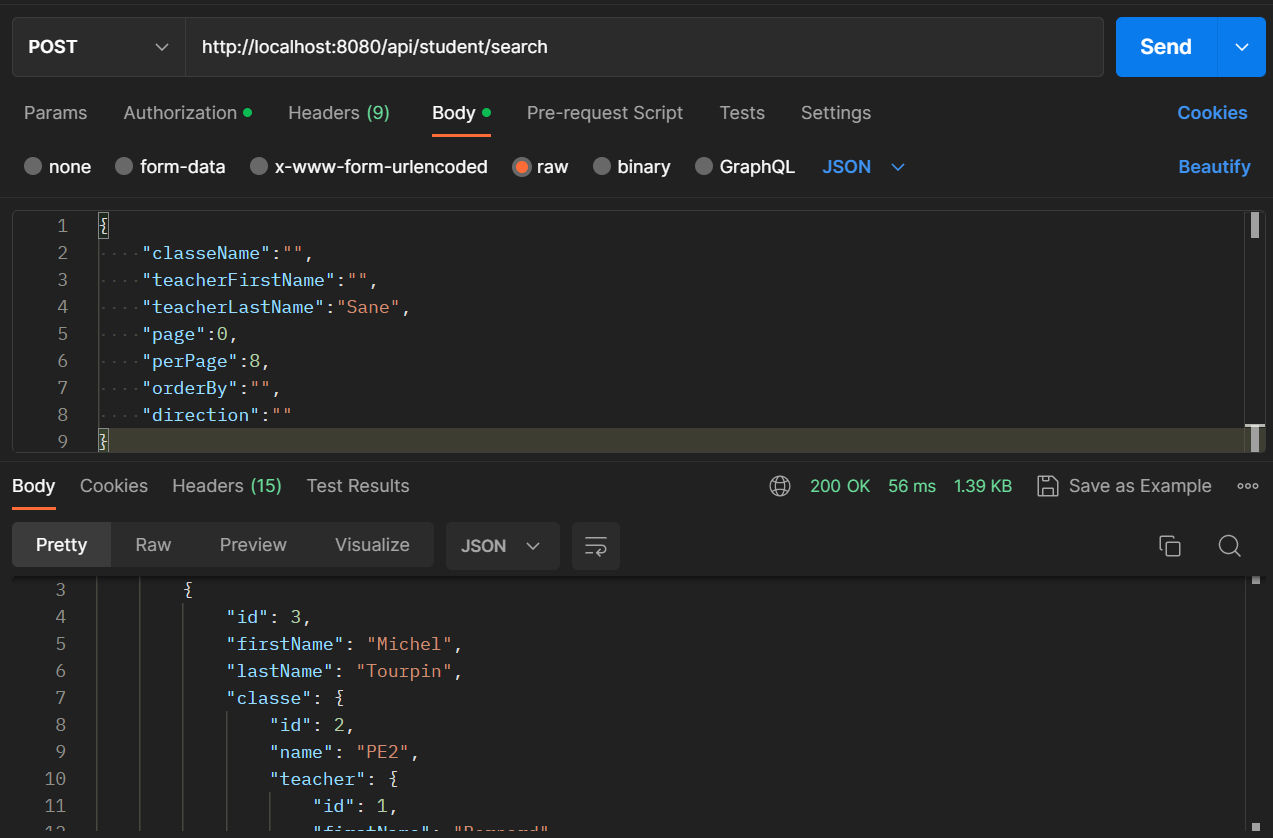 POST http://localhost:8080/api/student/search Send
Params Authorization Headers (9) Body Pre-request Script Tests Settings Cookies
none form-data x-www-form-urlencoded raw binary GraphQL JSON Beautify
1 {
2 "classeName":"",
3 "teacherFirstName":"",
4 "teacherLastName":"Sane",
5 "page":0,
6 "perPage":8,
7 "orderBy":"",
8 "direction":""
9 }
Body Cookies Headers (15) Test Results 200 OK 56 ms 1.39 KB Save as Example
Pretty Raw Preview Visualize JSON
3 {
4 "id": 3,
5 "firstName": "Michel",
6 "lastName": "Tourpin",
7 "classe": {
8 "id": 2,
9 "name": "PE2",
10 "teacher": {
11 "id": 1,
12 "firstName":